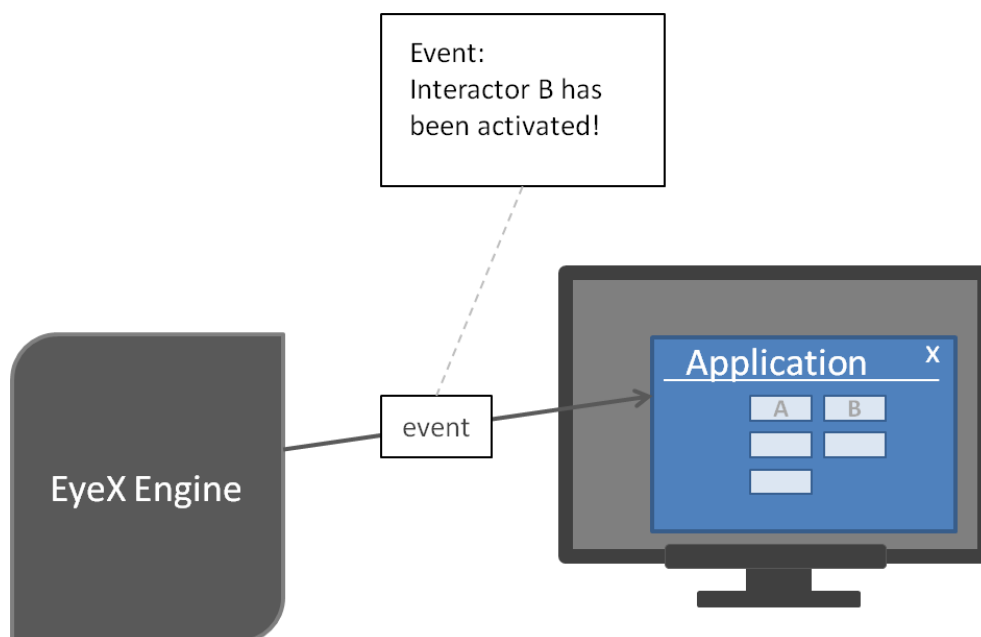 Event:
Interactor B has
been activated!
Application X
A B
event
EyeX Engine